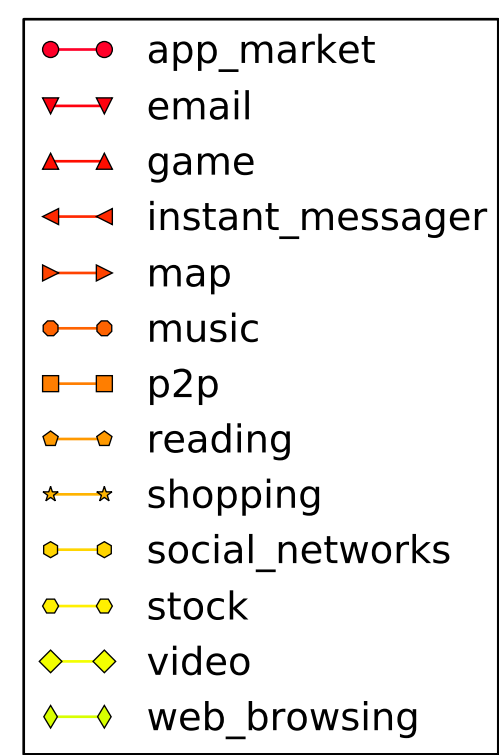 app_market
email
game
instant_messager
map
music
p2p
reading
shopping
social_networks
stock
video
web_browsing